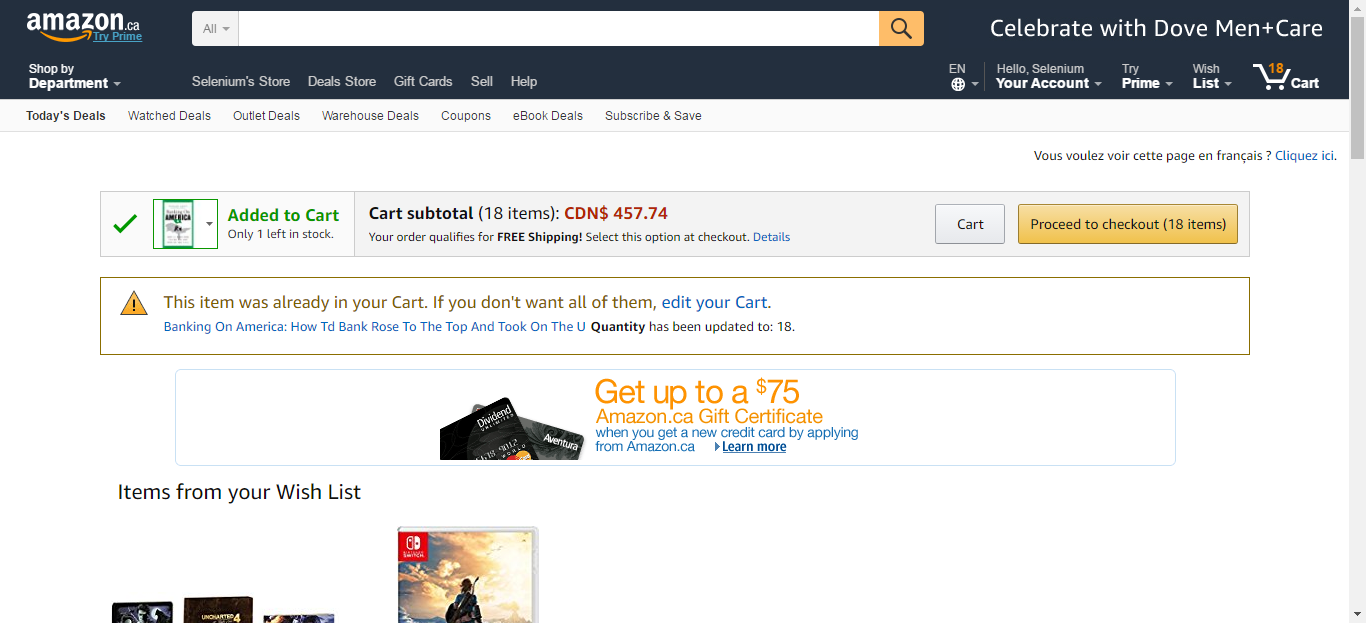 amazon.ca
Try Prime
All
Celebrate with Dove Men+Care
Shop by
Department
Selenium's Store
Deals Store
Gift Cards
Sell
Help
EN
Hello, Selenium
Your Account
Try
Prime
Wish
List
18
Cart
Today's Deals
Watched Deals
Outlet Deals
Warehouse Deals
Coupons
eBook Deals
Subscribe & Save
Vous voulez voir cette page en français ? Cliquez ici.
AMERICA
Added to Cart
Only 1 left in stock.
Cart subtotal (18 items): CDN$ 457.74
Your order qualifies for FREE Shipping! Select this option at checkout. Details
Cart
Proceed to checkout (18 items)
This item was already in your Cart. If you don't want all of them, edit your Cart.
Banking On America: How Td Bank Rose To The Top And Took On The U Quantity has been updated to: 18.
Dividend
UNLIMITED
Aventura
Get up to a $75
Amazon.ca Gift Certificate
when you get a new credit card by applying
from Amazon.ca Learn more
Items from your Wish List
UNCHARTED 4